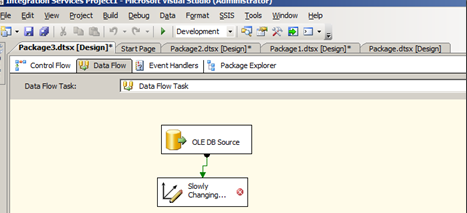 Integration Services Project1 - Microsoft Visual Studio (Administrator)
Edit View Project Build Debug Data Format SSIS Tools Window Help
Development
Package3.dtsx [Design]* Start Page Package2.dtsx [Design]* Package1.dtsx [Design]* Package.dtsx [Design]
Control Flow Data Flow Event Handlers Package Explorer
Data Flow Task: Data Flow Task
OLE DB Source
Slowly
Changing...